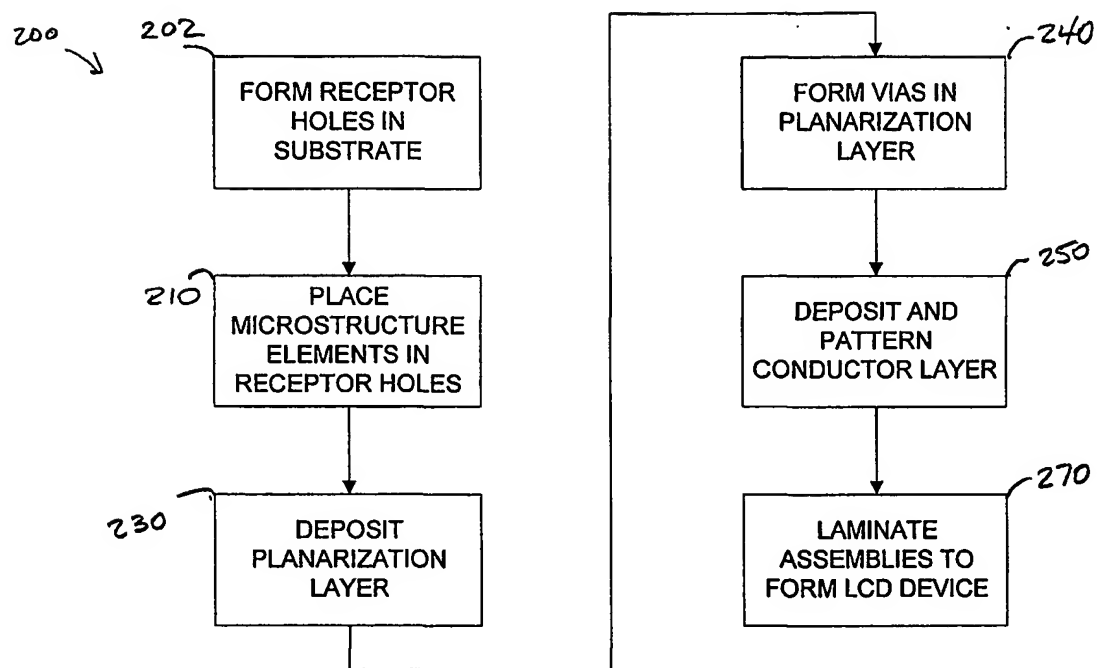 200
202
FORM RECEPTOR
HOLES IN
SUBSTRATE
210
PLACE
MICROSTRUCTURE
ELEMENTS IN
RECEPTOR HOLES
230
DEPOSIT
PLANARIZATION
LAYER
240
FORM VIAS IN
PLANARIZATION
LAYER
250
DEPOSIT AND
PATTERN
CONDUCTOR LAYER
270
LAMINATE
ASSEMBLIES TO
FORM LCD DEVICE